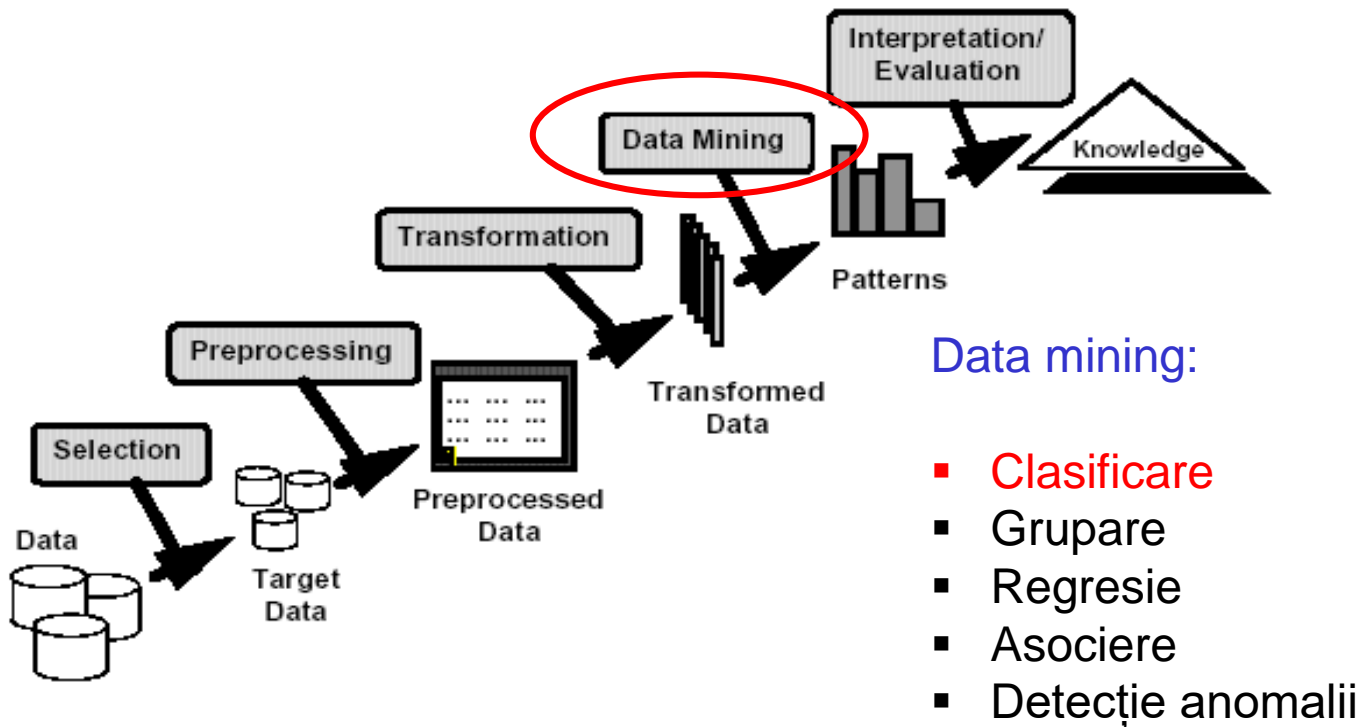 Interpretation/
Evaluation
Data Mining
Knowledge
Transformation
Patterns
Preprocessing
Transformed
Data
Selection
Preprocessed
Data
Data
Target
Data
Data mining:
▪ Clasificare
▪ Grupare
▪ Regresie
▪ Asociere
▪ Detecție anomalii